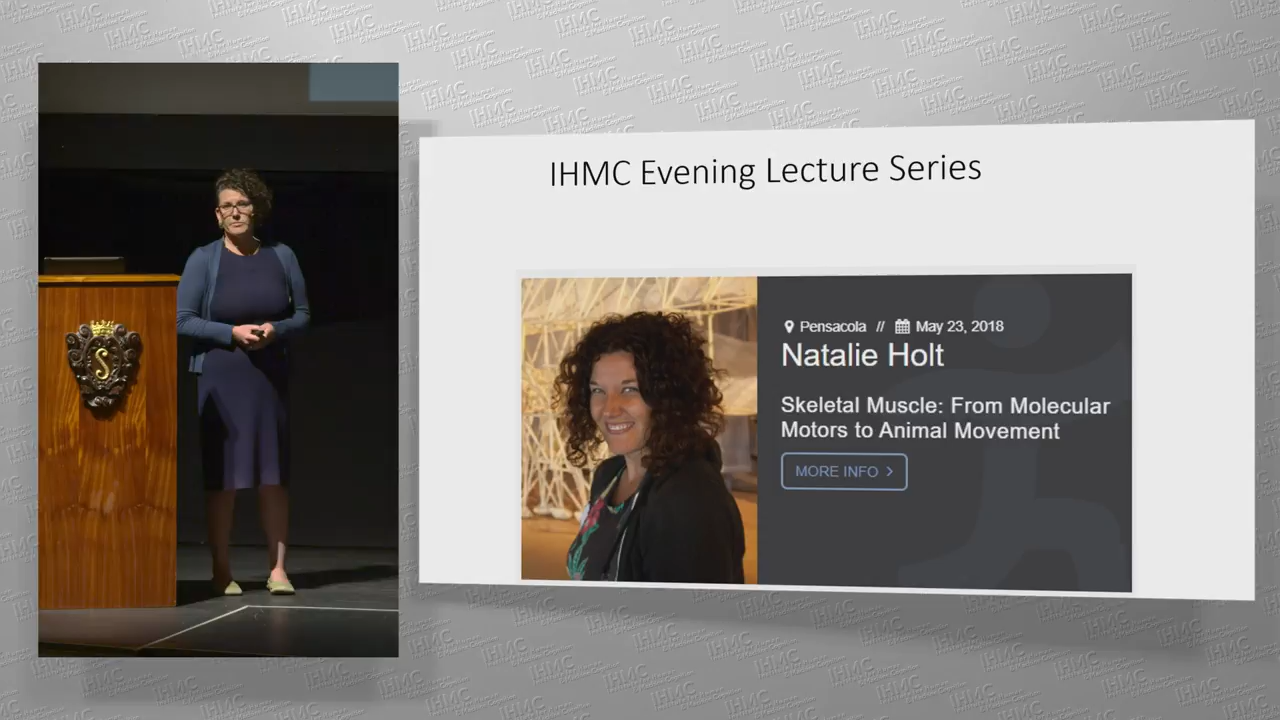 IHMC Evening Lecture Series
Pensacola // May 23, 2018
Natalie Holt
Skeletal Muscle: From Molecular
Motors to Animal Movement
MORE INFO >
S
IHMC